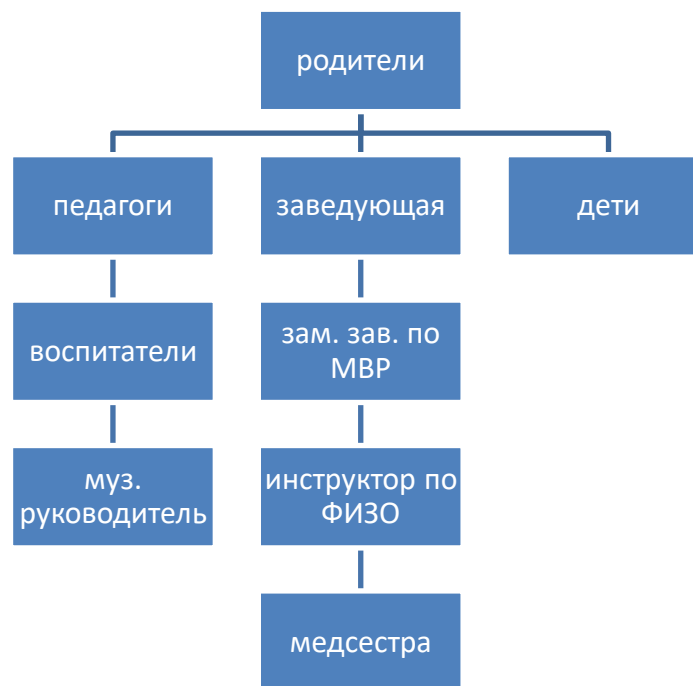 родители
педагоги
заведующая
дети
воспитатели
зам. зав. по
МВР
муз.
руководитель
инструктор по
ФИЗО
медсестра